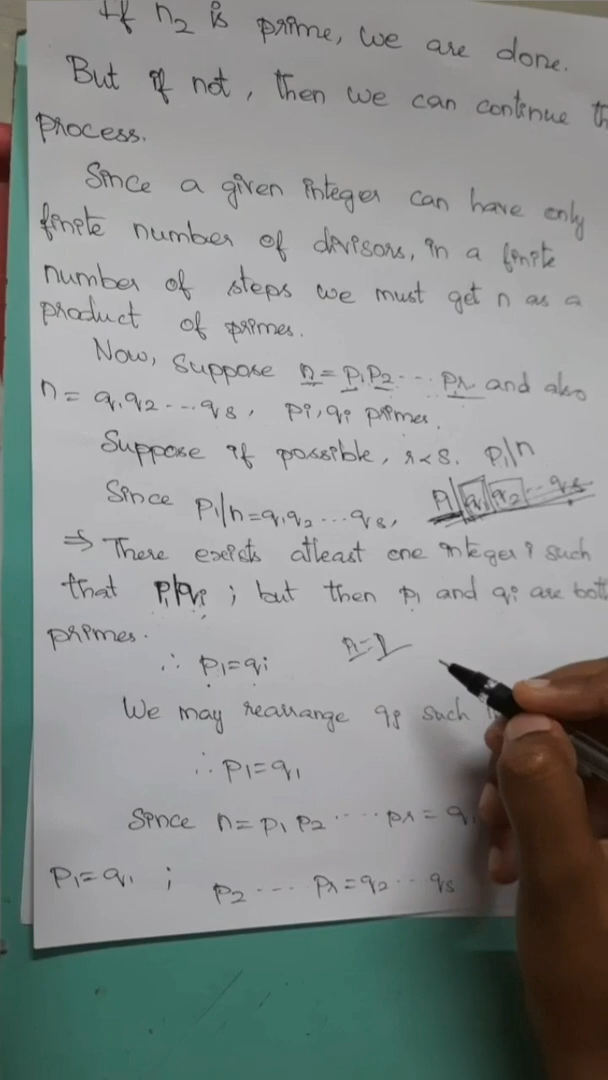 If n₂ is prime, we are done.
But if not, then we can continue
process.
Since a given integer can have only
finite number of divisors, in a finite
number of steps we must get n as a
product of primes.
Now, suppose n = p₁p₂ ... pᵣ and also
n = q₁q₂ ... qₛ, pᵢ, qᵢ primes.
Suppose if possible, r<s. p₁|n
Since p₁|n = q₁q₂ ... qₛ, p₁|q₁q₂ ... qₛ
⇒ There exists atleast one integer i such
that p₁|qᵢ ; but then p₁ and qᵢ are both
primes.
∴ p₁ = qᵢ
We may rearrange qᵢ such
∴ p₁ = q₁
Since n = p₁ p₂ ..... pᵣ = q
p₁ = q₁ ; p₂ .... pᵣ = q₂ .. qₛ